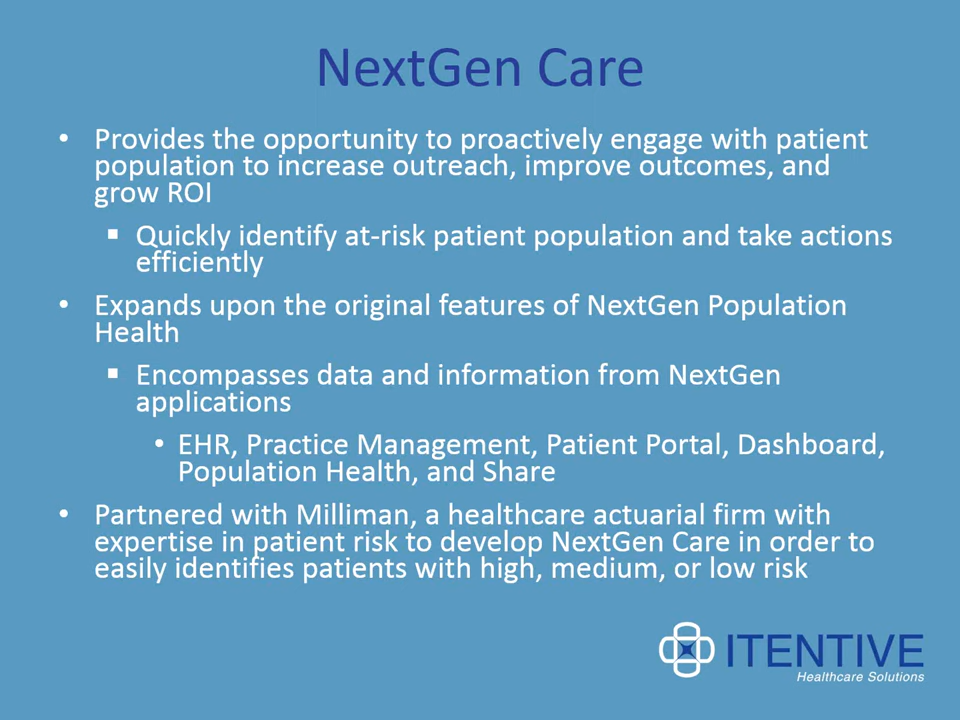 NextGen Care
• Provides the opportunity to proactively engage with patient
population to increase outreach, improve outcomes, and
grow ROI
▪ Quickly identify at-risk patient population and take actions
efficiently
• Expands upon the original features of NextGen Population
Health
▪ Encompasses data and information from NextGen
applications
• EHR, Practice Management, Patient Portal, Dashboard,
Population Health, and Share
• Partnered with Milliman, a healthcare actuarial firm with
expertise in patient risk to develop NextGen Care in order to
easily identifies patients with high, medium, or low risk
ITENTIVE
Healthcare Solutions